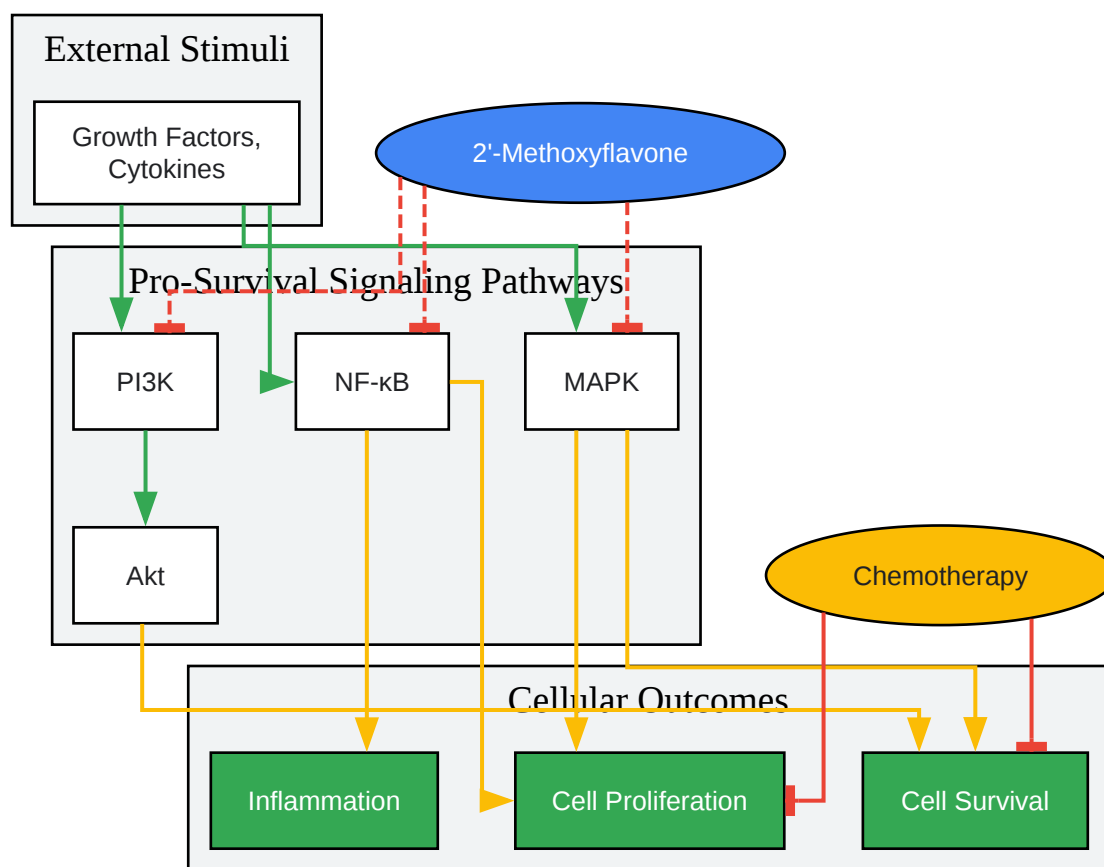 External Stimuli
Growth Factors,
Cytokines
2'-Methoxyflavone
Pro-Survival Signaling Pathways
PI3K
NF-κB
MAPK
Akt
Chemotherapy
Cellular Outcomes
Inflammation
Cell Proliferation
Cell Survival